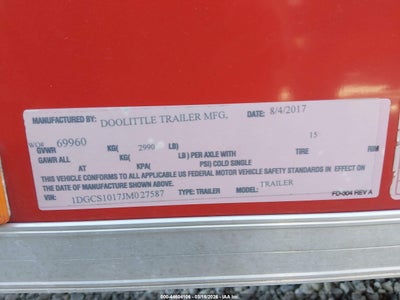 MANUFACTURED BY: DOOLITTLE TRAILER MFG. DATE: 8/4/2017
GVWR 69960 KG( 2990 LB) 15
GAWR ALL KG( LB ) PER AXLE WITH TIRE RIM
AT KPA( PSI) COLD SINGLE
THIS VEHICLE CONFORMS TO ALL APPLICABLE US FEDERAL MOTOR VEHICLE SAFETY STANDARDS IN EFFECT ON
THE DATE OF MANUFACTURE SHOWN ABOVE
VIN: 1DGCS1017JM027587 TYPE: TRAILER MODEL: TRAILER
FD-304 REV A